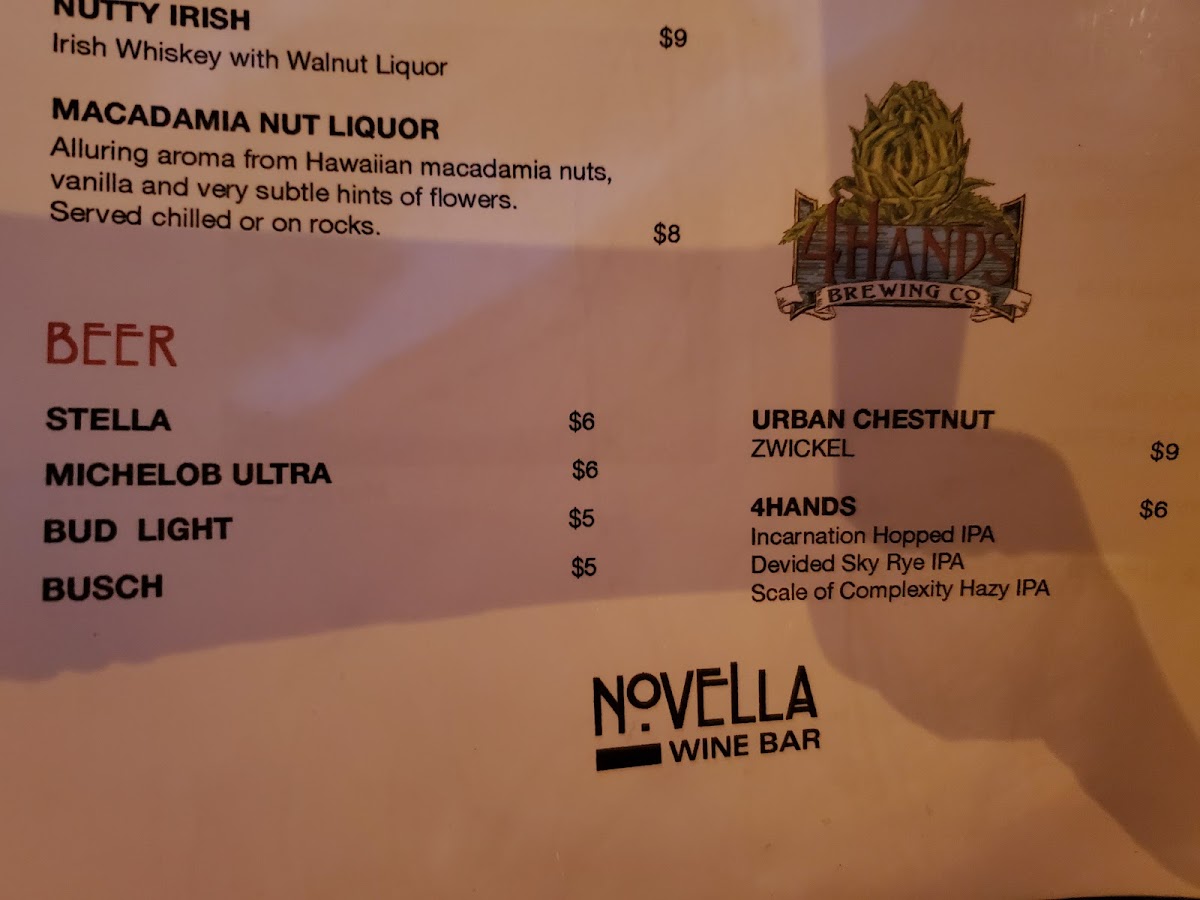 NUTTY IRISH
Irish Whiskey with Walnut Liquor $9
MACADAMIA NUT LIQUOR
Alluring aroma from Hawaiian macadamia nuts,
vanilla and very subtle hints of flowers.
Served chilled or on rocks. $8
4HANDS
BREWING CO.
BEER
STELLA $6
MICHELOB ULTRA $6
BUD LIGHT $5
BUSCH $5
URBAN CHESTNUT
ZWICKEL $9
4HANDS $6
Incarnation Hopped IPA
Devided Sky Rye IPA
Scale of Complexity Hazy IPA
NOVELLA
WINE BAR